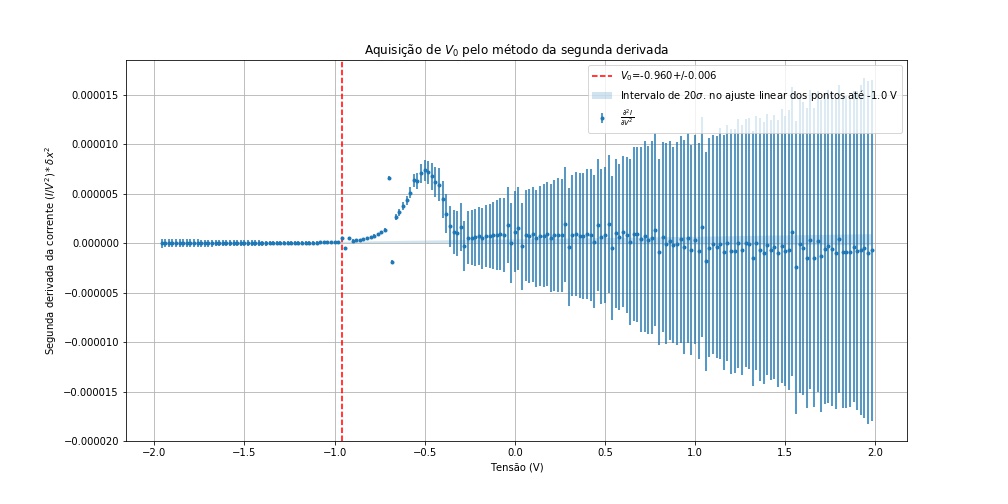 Aquisição de V₀ pelo método da segunda derivada
V₀=-0.960+/-0.006
Intervalo de 20σ. no ajuste linear dos pontos até -1.0 V
∂²I/∂V²
Segunda derivada da corrente (I/V²) * δx²
0.000015
0.000010
0.000005
0.000000
−0.000005
−0.000010
−0.000015
−0.000020
−2.0 −1.5 −1.0 −0.5 0.0 0.5 1.0 1.5 2.0
Tensão (V)